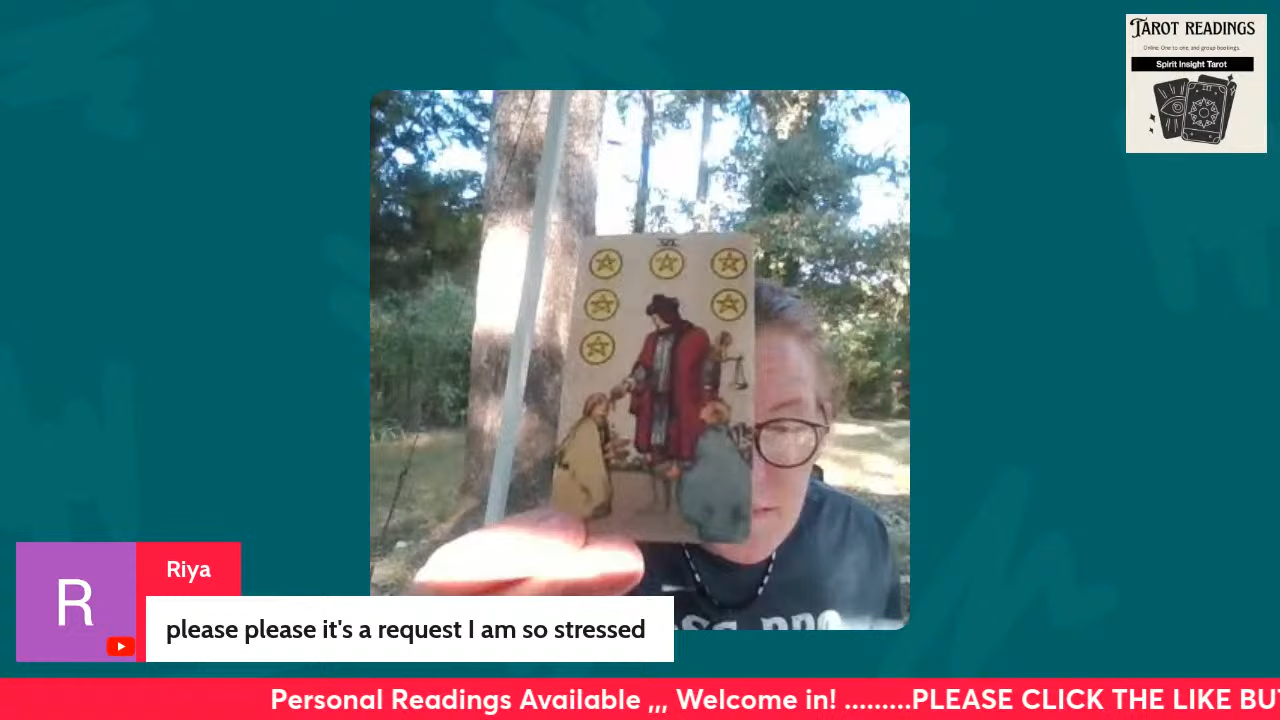 TAROT READINGS
Online: One to one, and group bookings.
Spirit Insight Tarot
VI
Riya
R
please please it's a request I am so stressed
Personal Readings Available ,,, Welcome in! .........PLEASE CLICK THE LIKE BU